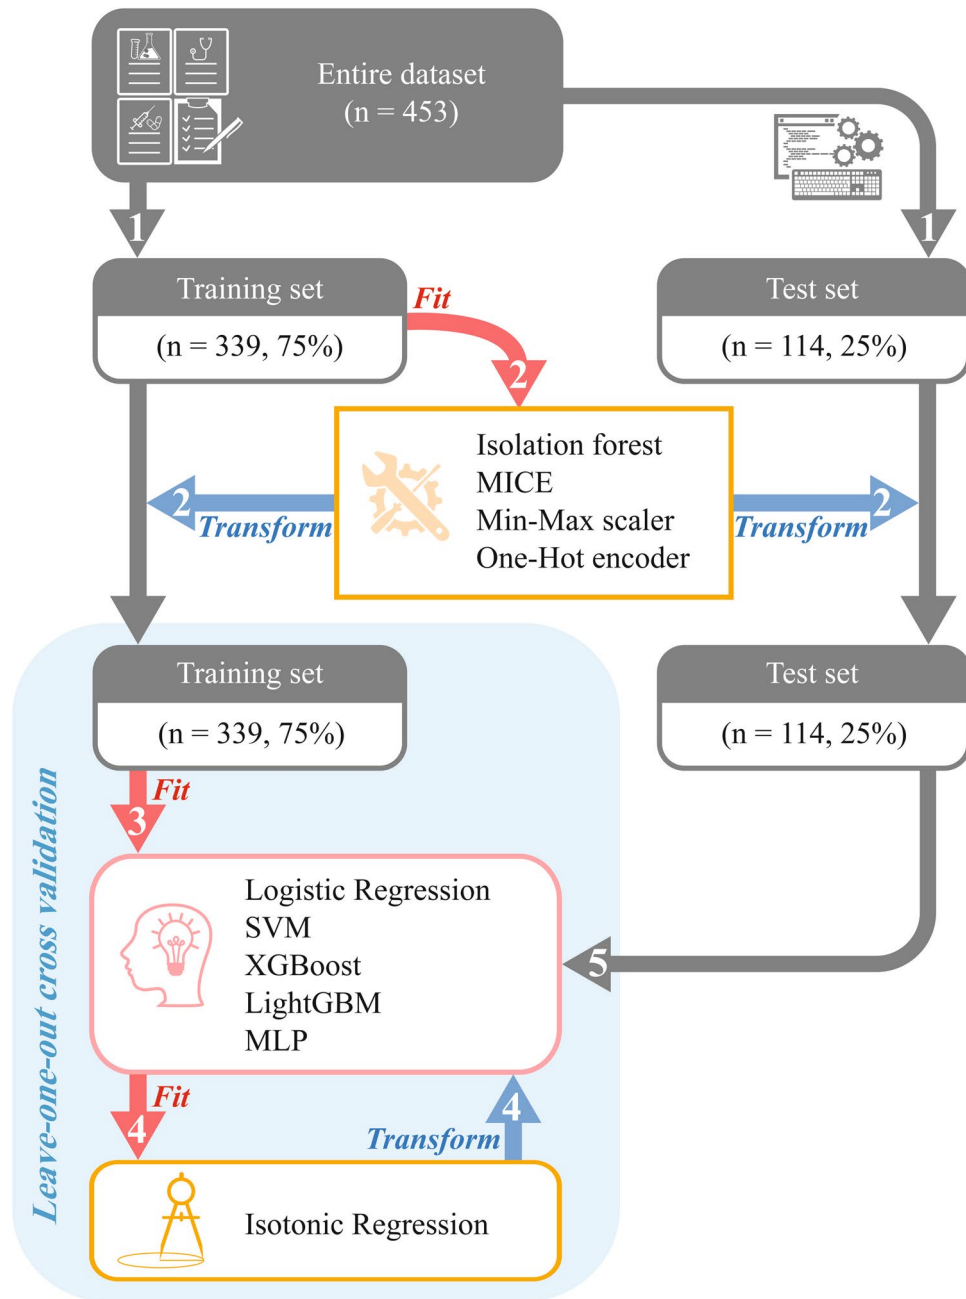 Entire dataset
(n = 453)
1
1
Training set
(n = 339, 75%)
Fit
2
Test set
(n = 114, 25%)
Isolation forest
MICE
Min-Max scaler
One-Hot encoder
2
Transform
2
Transform
Training set
(n = 339, 75%)
Test set
(n = 114, 25%)
Leave-one-out cross validation
3
Fit
Logistic Regression
SVM
XGBoost
LightGBM
MLP
5
4
Fit
4
Transform
Isotonic Regression